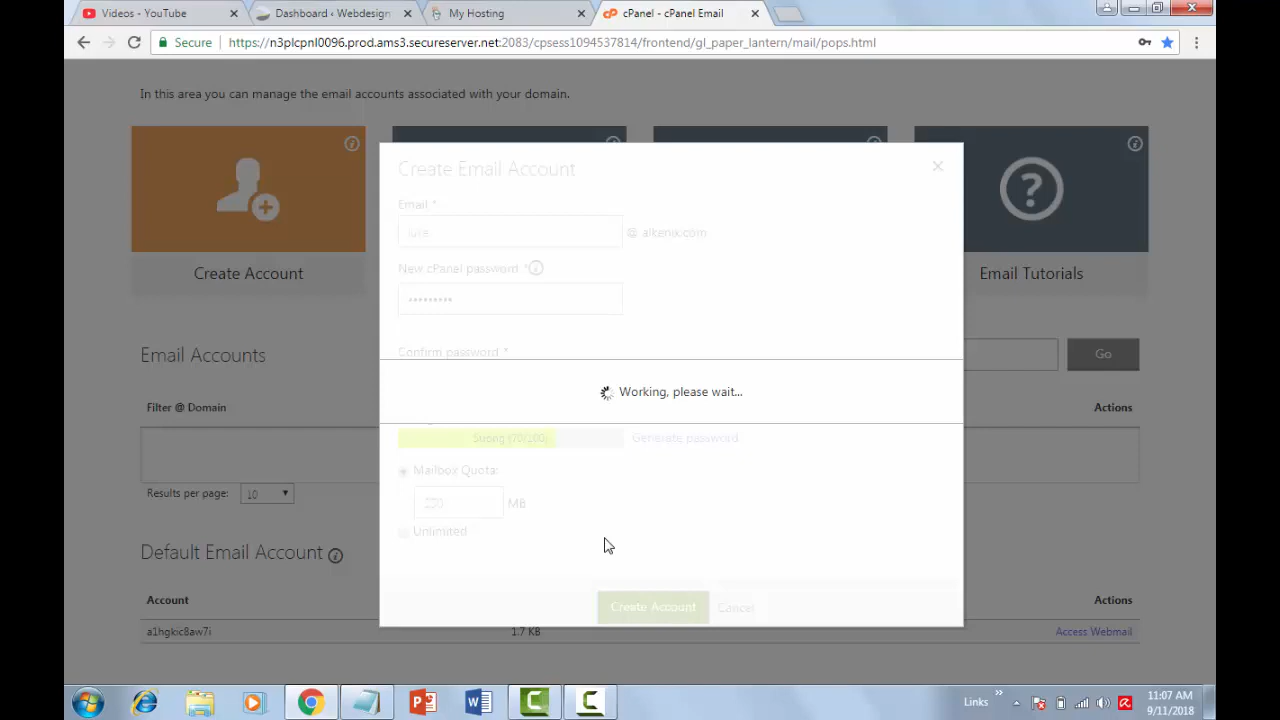 Videos - YouTube
Dashboard ‹ Webdesign
My Hosting
cPanel - cPanel Email
Secure
https://n3plcpnl0096.prod.ams3.secureserver.net:2083/cpsess1094537814/frontend/gl_paper_lantern/mail/pops.html
In this area you can manage the email accounts associated with your domain.
Create Email Account
Email *
@ alkenix.com
New cPanel password *
Create Account
Email Tutorials
Confirm password *
Email Accounts
Go
Working, please wait...
Filter @ Domain
Actions
Strong (70/100)
Generate password
Mailbox Quota:
Results per page: 10
250 MB
Unlimited
Default Email Account
Account
Actions
Create Account
Cancel
a1hgkic8aw7i
1.7 KB
Access Webmail
Links »
11:07 AM
9/11/2018